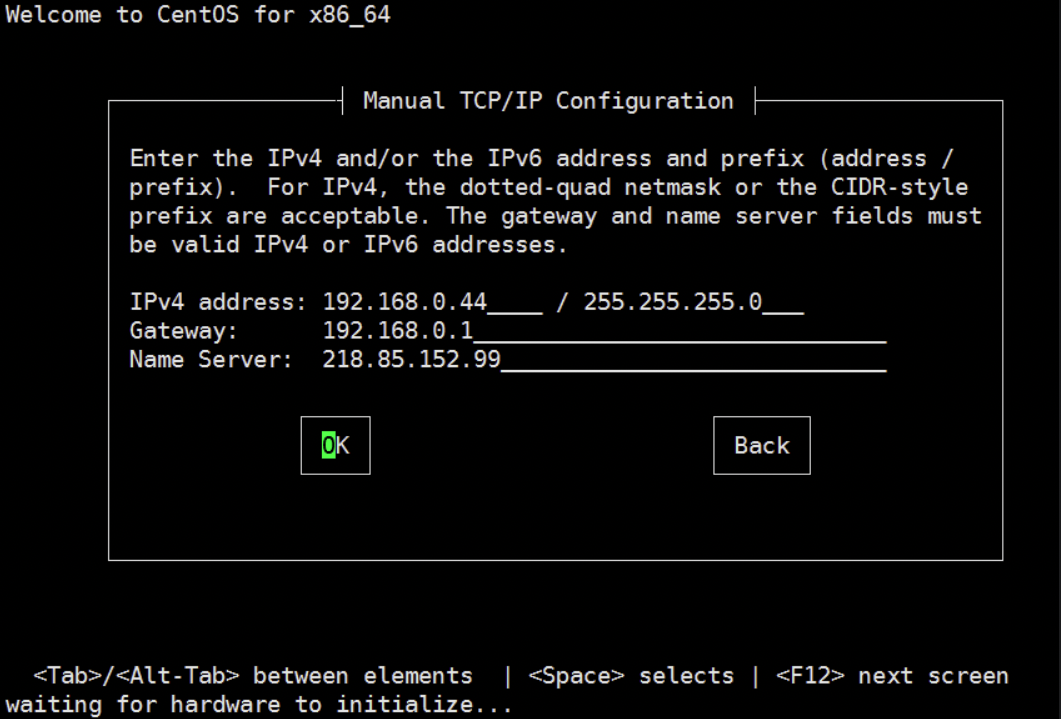 Welcome to CentOS for x86_64
Manual TCP/IP Configuration
Enter the IPv4 and/or the IPv6 address and prefix (address /
prefix).  For IPv4, the dotted-quad netmask or the CIDR-style
prefix are acceptable. The gateway and name server fields must
be valid IPv4 or IPv6 addresses.
IPv4 address: 192.168.0.44____ / 255.255.255.0___
Gateway:      192.168.0.1______________________________
Name Server:  218.85.152.99____________________________
OK Back
<Tab>/<Alt-Tab> between elements  | <Space> selects | <F12> next screen
waiting for hardware to initialize...